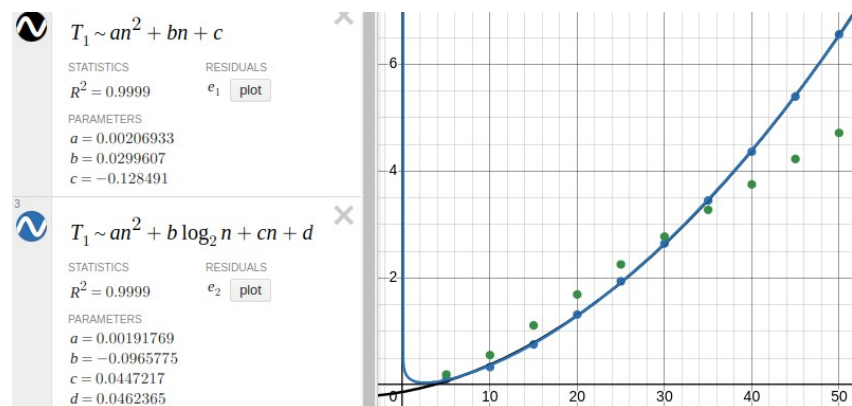 T₁ ~ an² + bn + c
STATISTICS RESIDUALS
R² = 0.9999 e₁ plot
PARAMETERS
a = 0.00206933
b = 0.0299607
c = −0.128491
3
T₁ ~ an² + b log₂ n + cn + d
STATISTICS RESIDUALS
R² = 0.9999 e₂ plot
PARAMETERS
a = 0.00191769
b = −0.0965775
c = 0.0447217
d = 0.0462365
6
4
2
0 10 20 30 40 50